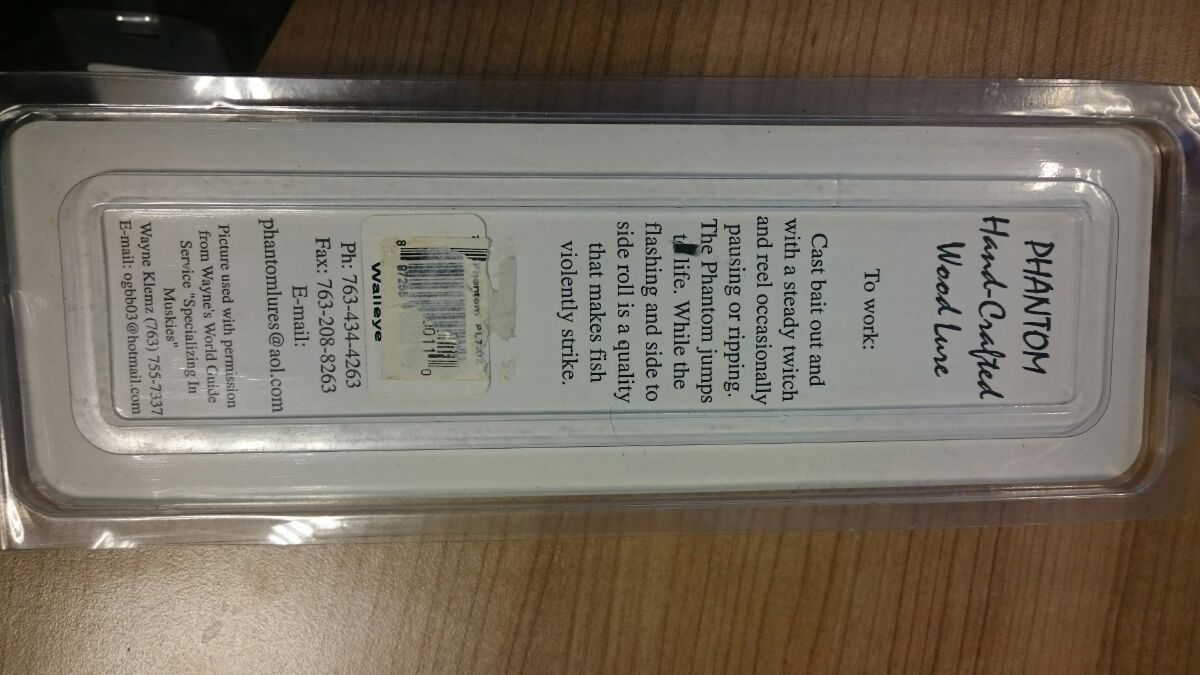 PHANTOM
Hand-Crafted
Wood Lure
To work:
Cast bait out and
with a steady twitch
and reel occasionally
pausing or ripping.
The Phantom jumps
life. While the
flashing and side to
side roll is a quality
that makes fish
violently strike.
Phantom
Walleye
Ph: 763-434-4263
Fax: 763-208-8263
E-mail:
phantomlures@aol.com
Picture used with permission
from Wayne's World Guide
Service "Specializing In
Muskies"
Wayne Klemz (763) 755-7337
E-mail: ogbb03@hotmail.com